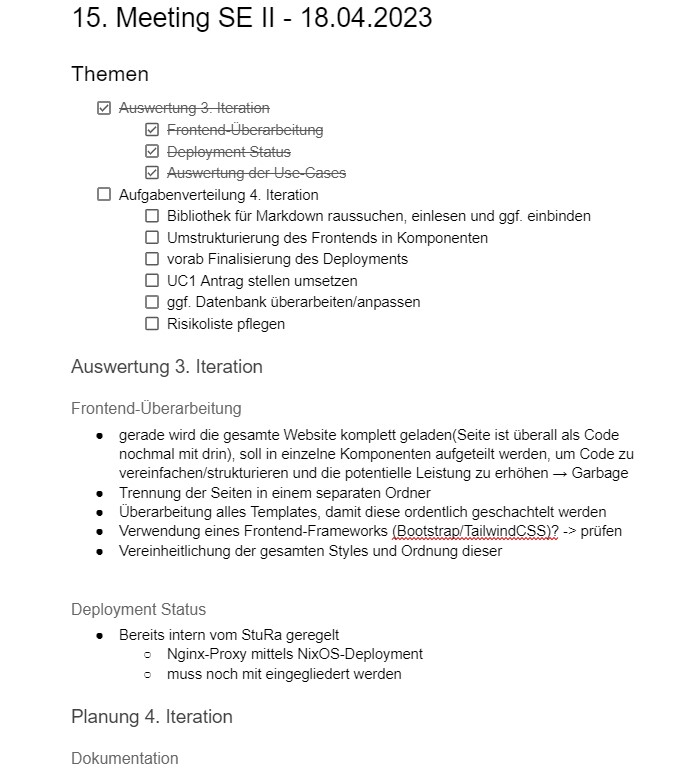 15. Meeting SE II - 18.04.2023
Themen
Auswertung 3. Iteration
Frontend-Überarbeitung
Deployment Status
Auswertung der Use-Cases
Aufgabenverteilung 4. Iteration
Bibliothek für Markdown raussuchen, einlesen und ggf. einbinden
Umstrukturierung des Frontends in Komponenten
vorab Finalisierung des Deployments
UC1 Antrag stellen umsetzen
ggf. Datenbank überarbeiten/anpassen
Risikoliste pflegen
Auswertung 3. Iteration
Frontend-Überarbeitung
● gerade wird die gesamte Website komplett geladen(Seite ist überall als Code
nochmal mit drin), soll in einzelne Komponenten aufgeteilt werden, um Code zu
vereinfachen/strukturieren und die potentielle Leistung zu erhöhen → Garbage
● Trennung der Seiten in einem separaten Ordner
● Überarbeitung alles Templates, damit diese ordentlich geschachtelt werden
● Verwendung eines Frontend-Frameworks (Bootstrap/TailwindCSS)? -> prüfen
● Vereinheitlichung der gesamten Styles und Ordnung dieser
Deployment Status
● Bereits intern vom StuRa geregelt
○ Nginx-Proxy mittels NixOS-Deployment
○ muss noch mit eingegliedert werden
Planung 4. Iteration
Dokumentation